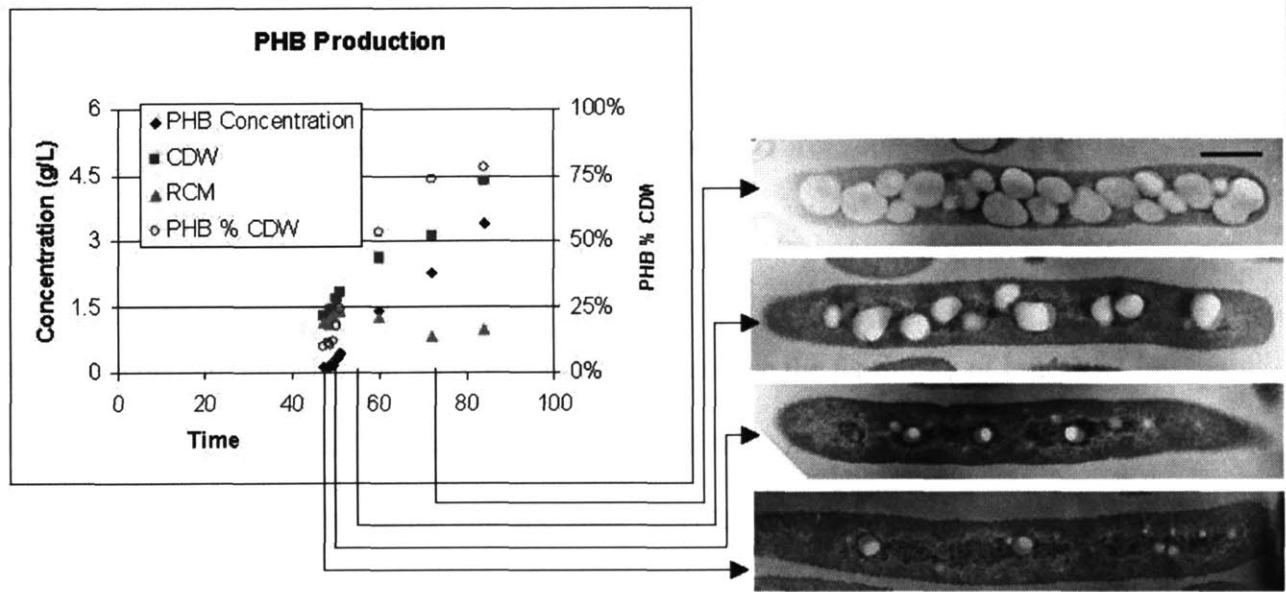 PHB Production
PHB Concentration
CDW
RCM
PHB % CDW
Concentration (g/L)
6
4.5
3
1.5
0
100%
75%
50%
25%
0%
PHB % CDW
0
20
40
60
80
100
Time